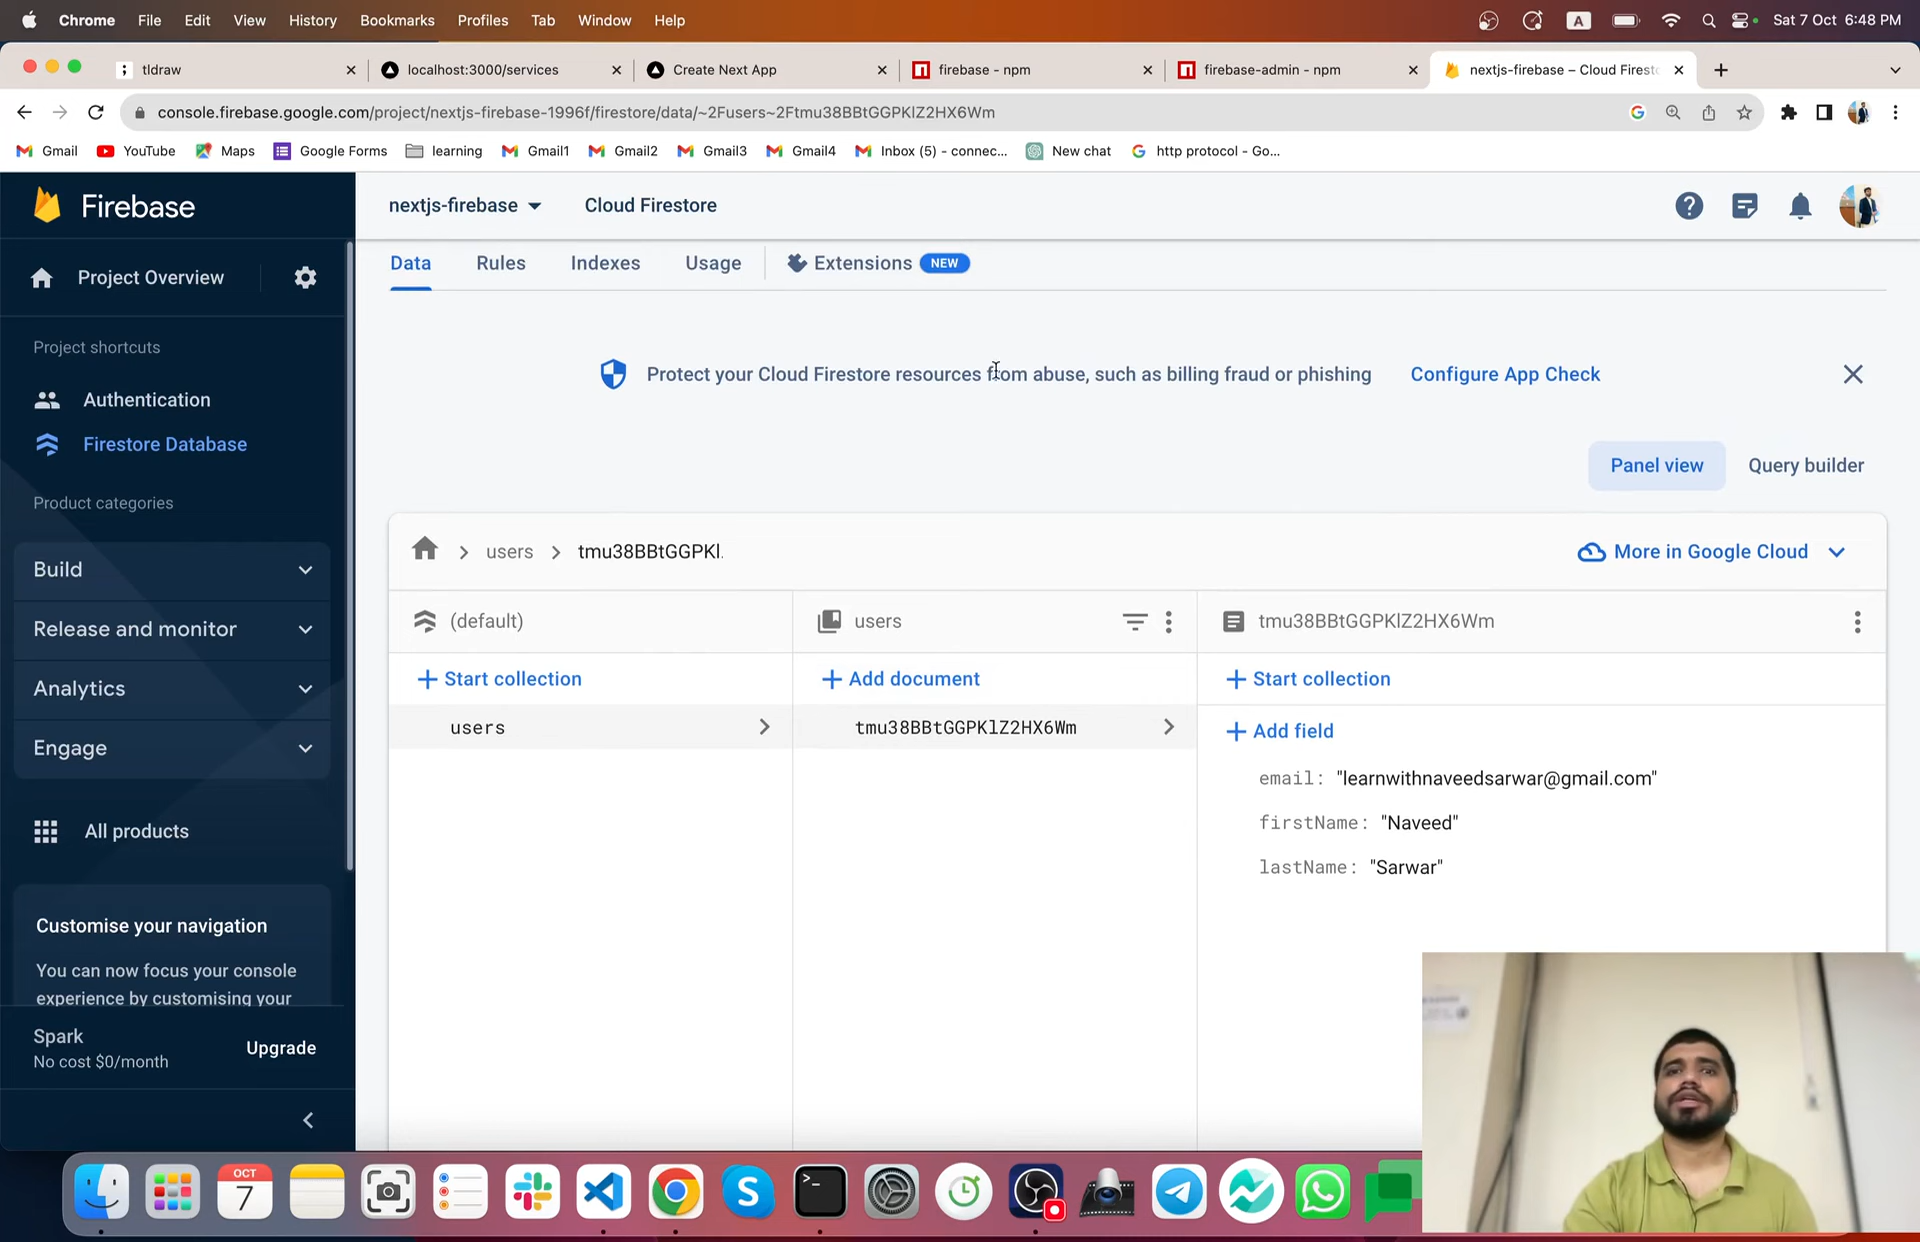 Chrome File Edit View History Bookmarks Profiles Tab Window Help A Sat 7 Oct 6:48 PM
tldraw localhost:3000/services Create Next App firebase - npm firebase-admin - npm nextjs-firebase – Cloud Firest
console.firebase.google.com/project/nextjs-firebase-1996f/firestore/data/~2Fusers~2Ftmu38BBtGGPKlZ2HX6Wm
Gmail YouTube Maps Google Forms learning Gmail1 Gmail2 Gmail3 Gmail4 Inbox (5) - connec... New chat http protocol - Go...
Firebase
nextjs-firebase Cloud Firestore
Project Overview
Data Rules Indexes Usage Extensions NEW
Project shortcuts
Authentication
Firestore Database
Product categories
Build
Release and monitor
Analytics
Engage
All products
Customise your navigation
You can now focus your console
experience by customising your
Spark
No cost $0/month
Upgrade
Protect your Cloud Firestore resources from abuse, such as billing fraud or phishing Configure App Check
Panel view Query builder
users tmu38BBtGGPKl. More in Google Cloud
(default) users tmu38BBtGGPKlZ2HX6Wm
Start collection Add document Start collection
users tmu38BBtGGPKlZ2HX6Wm Add field
email: "learnwithnaveedsarwar@gmail.com"
firstName: "Naveed"
lastName: "Sarwar"
OCT
7